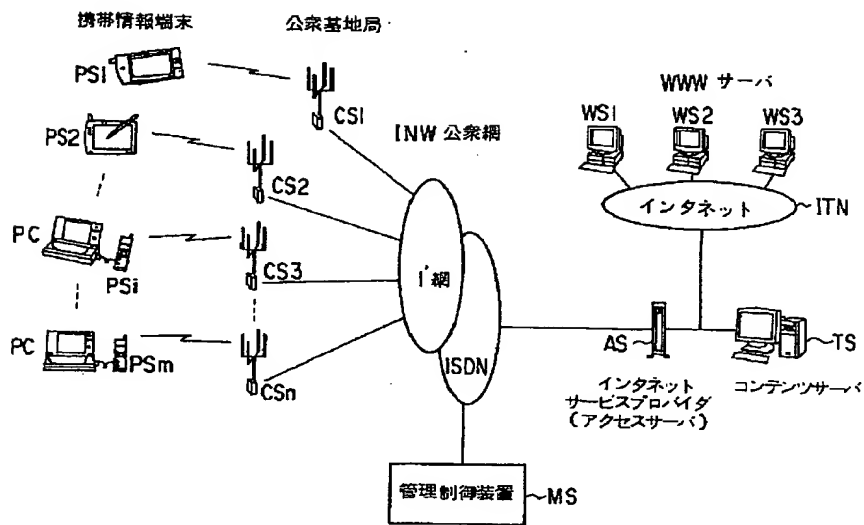 携帯情報端末
公衆基地局
PS1
CS1
WWW サーバ
WS1
WS2
WS3
PS2
CS2
INW 公衆網
インタネット
ITN
PC
PSi
CS3
I'網
PC
PSm
CSn
ISDN
AS
TS
インタネット
サービスプロバイダ
(アクセスサーバ)
コンテンツサーバ
管理制御装置
MS